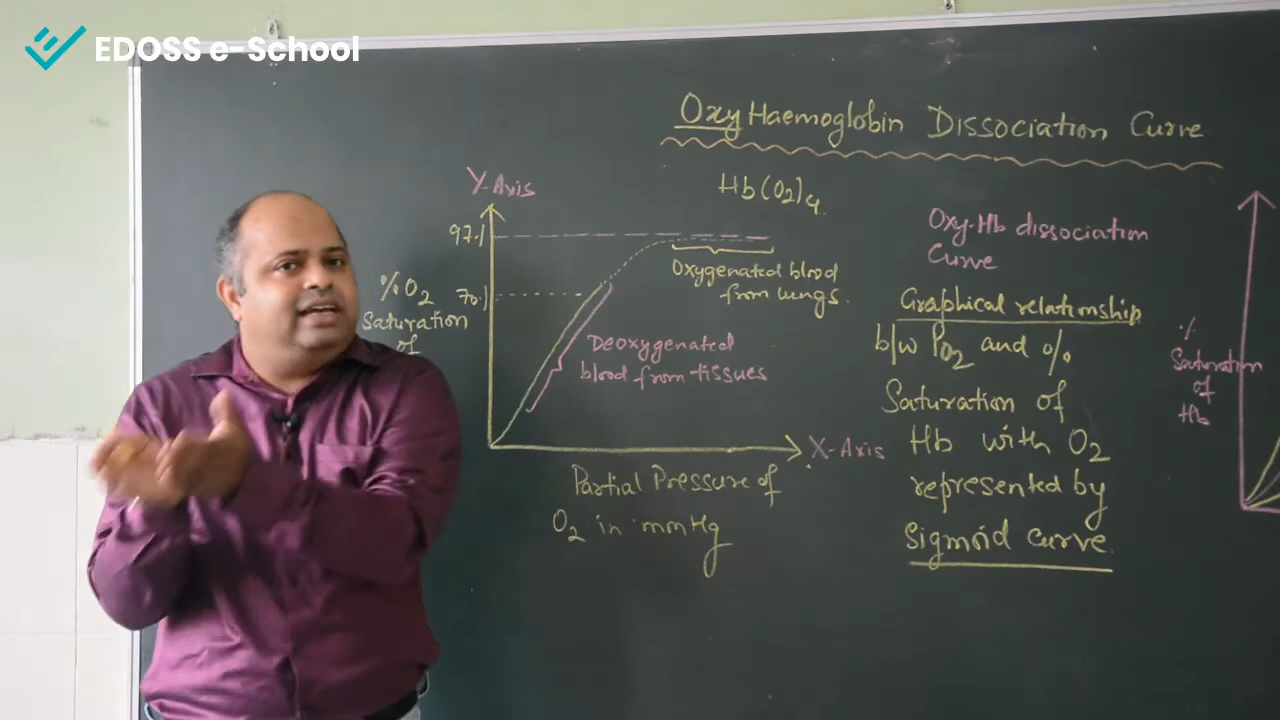 EDOSS e-School
OxyHaemoglobin Dissociation Curve
Y-Axis
Hb(O2)4
97%
70%
%O2
Saturation
of
Oxygenated blood
from lungs.
Deoxygenated
blood from tissues
X-Axis
Partial Pressure of
O2 in mmHg
Oxy-Hb dissociation
Curve
Graphical relationship
b/w PO2 and %
Saturation of
Hb with O2
represented by
Sigmoid curve.
%
Saturation
of
Hb